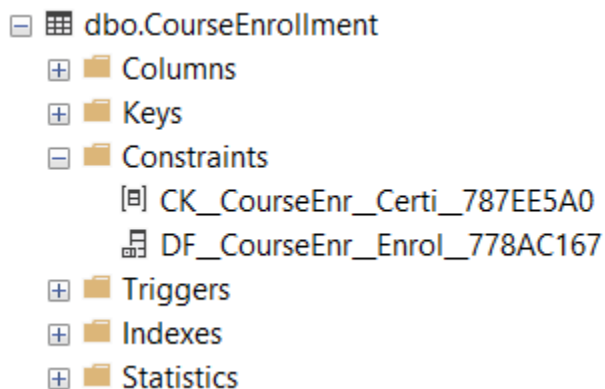 dbo.CourseEnrollment
Columns
Keys
Constraints
CK__CourseEnr__Certi__787EE5A0
DF__CourseEnr__Enrol__778AC167
Triggers
Indexes
Statistics